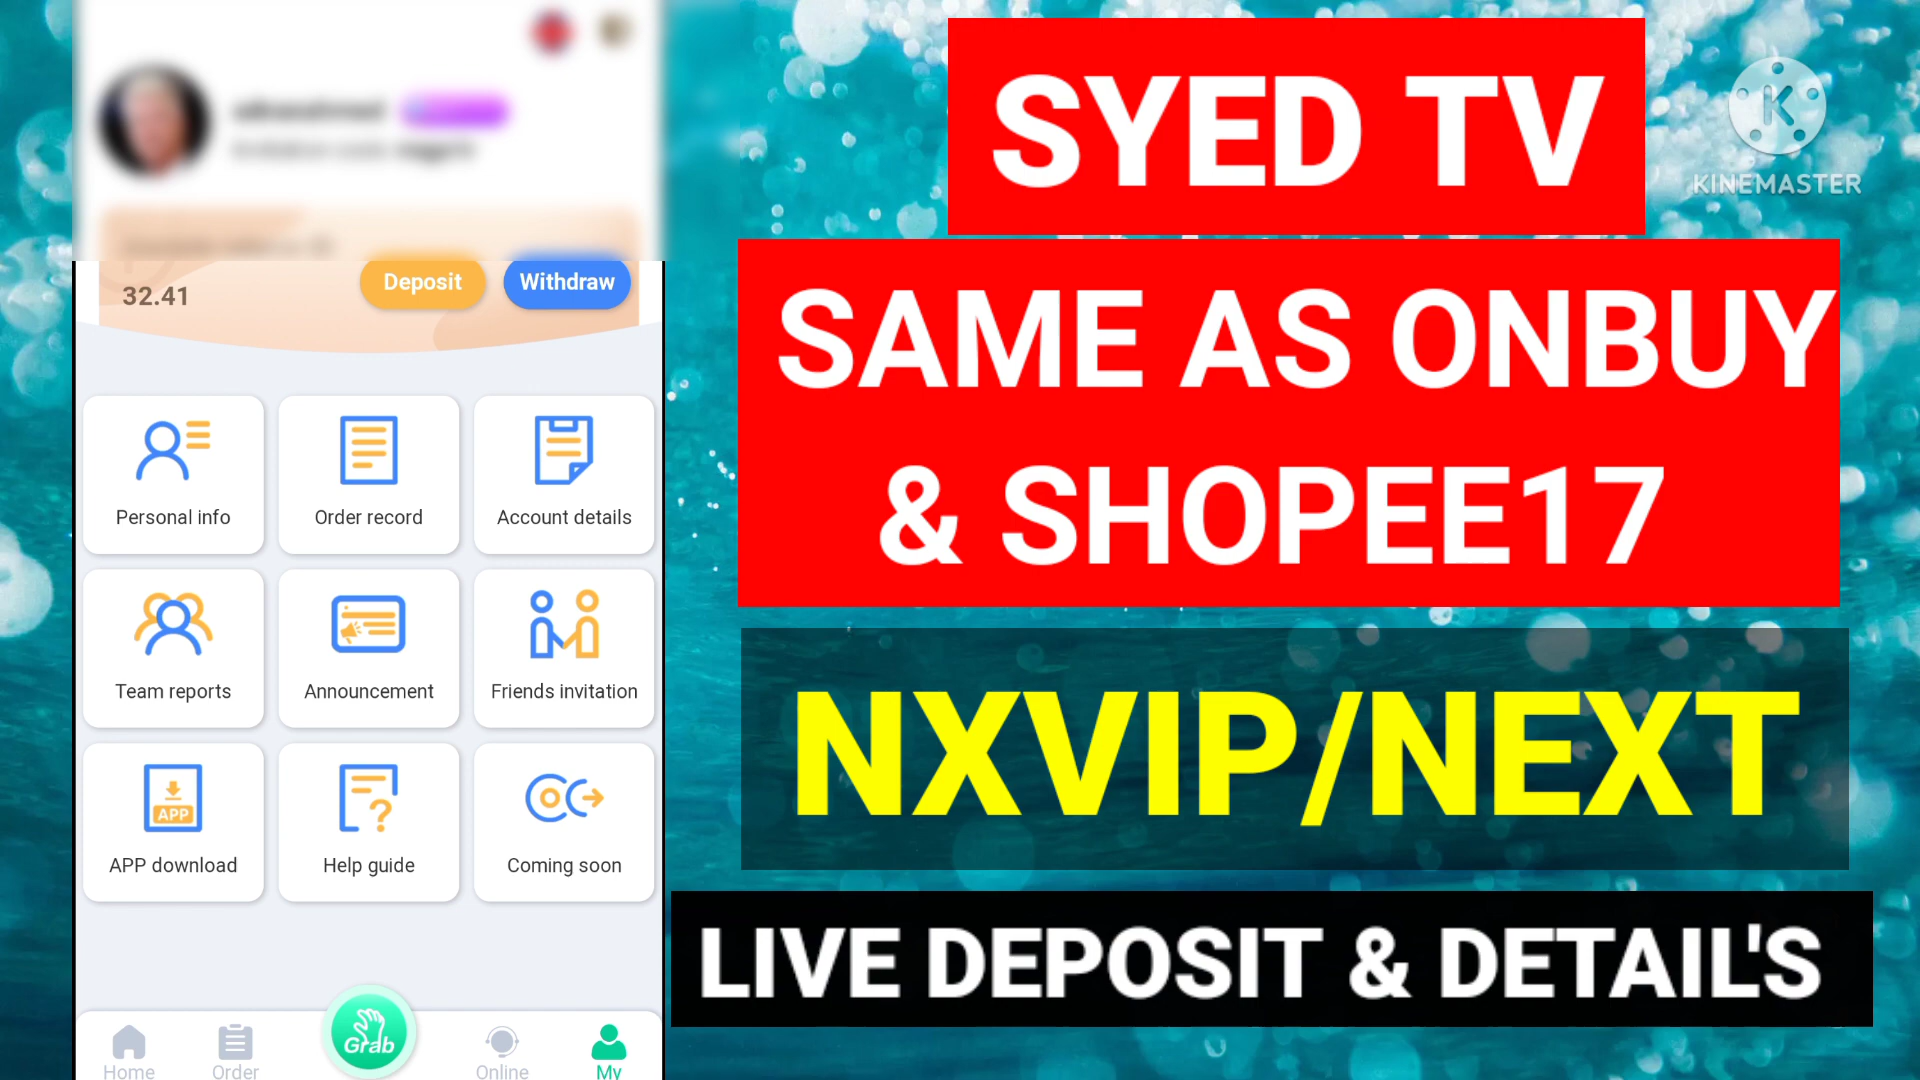 32.41
Deposit
Withdraw
Personal info
Order record
Account details
Team reports
Announcement
Friends invitation
APP
APP download
Help guide
Coming soon
Grab
Home
Order
Online
My
SYED TV
KINEMASTER
SAME AS ONBUY
& SHOPEE17
NXVIP/NEXT
LIVE DEPOSIT & DETAIL'S